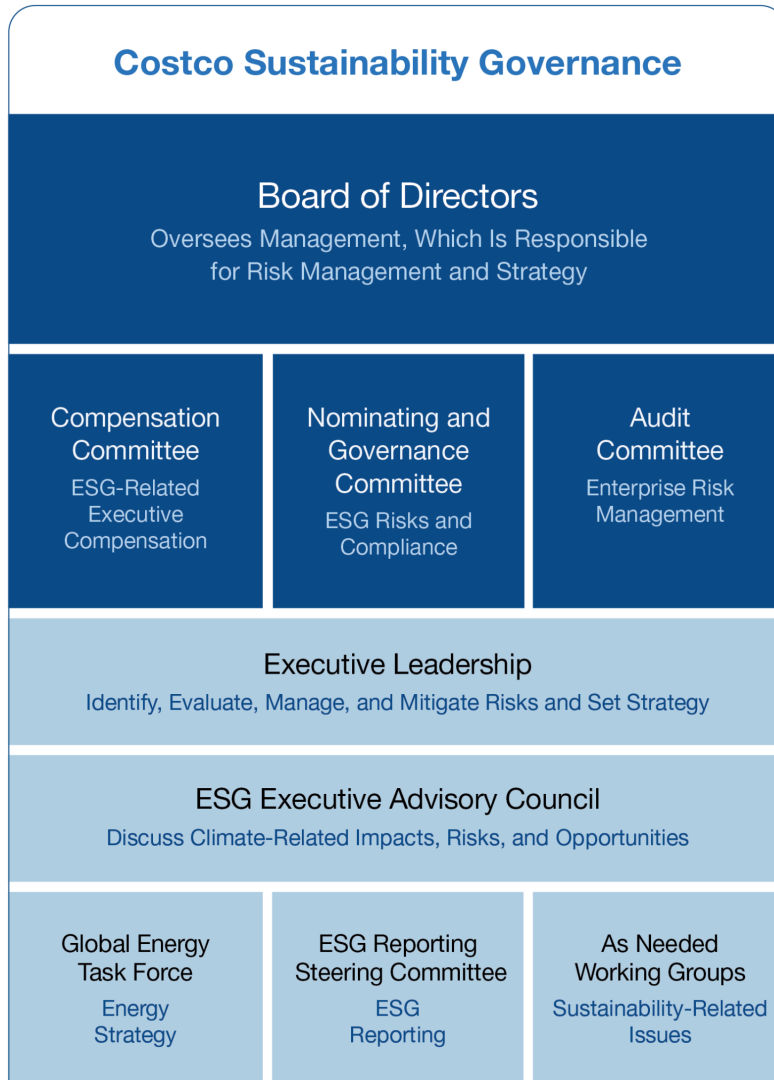 Costco Sustainability Governance
Board of Directors
Oversees Management, Which Is Responsible
for Risk Management and Strategy
Compensation
Committee
ESG-Related
Executive
Compensation
Nominating and
Governance
Committee
ESG Risks and
Compliance
Audit
Committee
Enterprise Risk
Management
Executive Leadership
Identify, Evaluate, Manage, and Mitigate Risks and Set Strategy
ESG Executive Advisory Council
Discuss Climate-Related Impacts, Risks, and Opportunities
Global Energy
Task Force
Energy
Strategy
ESG Reporting
Steering Committee
ESG
Reporting
As Needed
Working Groups
Sustainability-Related
Issues